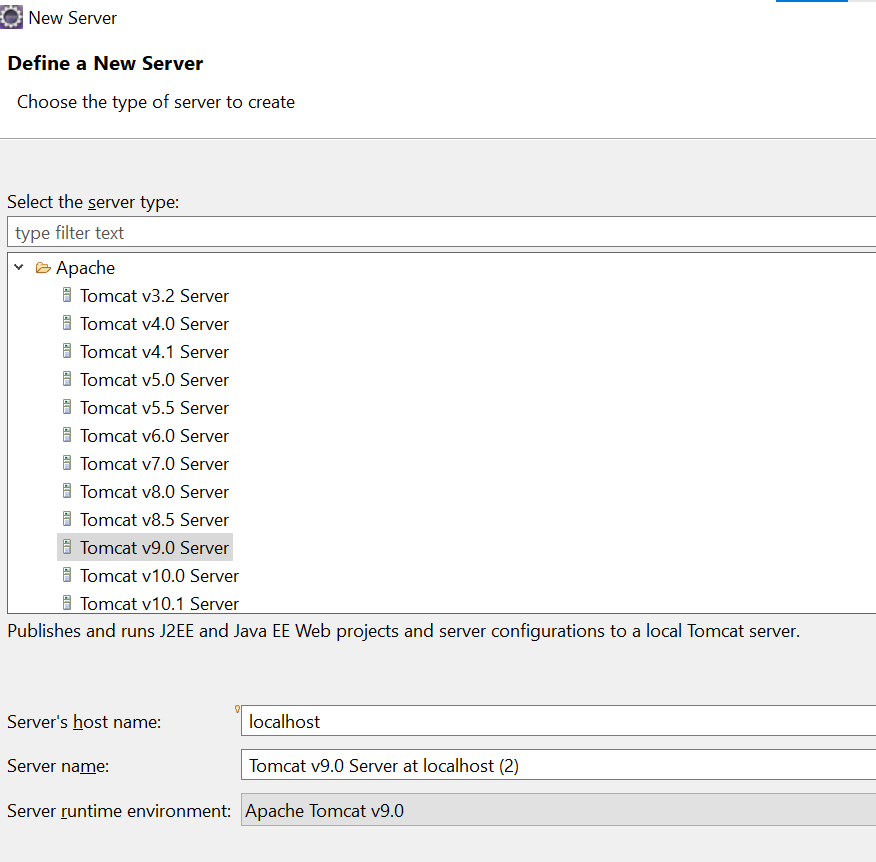 New Server
Define a New Server
Choose the type of server to create
Select the server type:
type filter text
Apache
Tomcat v3.2 Server
Tomcat v4.0 Server
Tomcat v4.1 Server
Tomcat v5.0 Server
Tomcat v5.5 Server
Tomcat v6.0 Server
Tomcat v7.0 Server
Tomcat v8.0 Server
Tomcat v8.5 Server
Tomcat v9.0 Server
Tomcat v10.0 Server
Tomcat v10.1 Server
Publishes and runs J2EE and Java EE Web projects and server configurations to a local Tomcat server.
Server's host name: localhost
Server name: Tomcat v9.0 Server at localhost (2)
Server runtime environment: Apache Tomcat v9.0